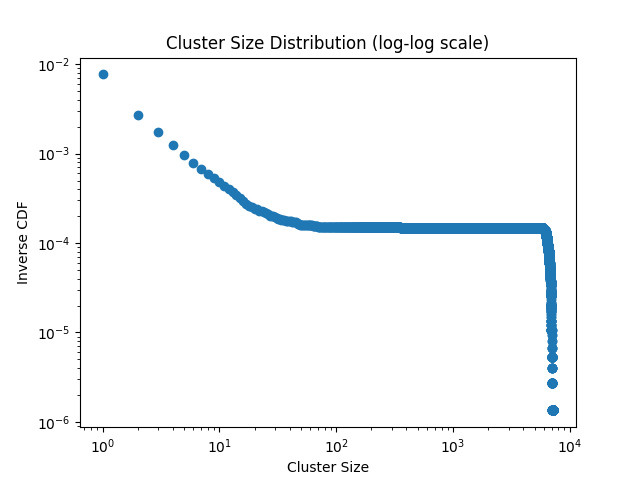 Cluster Size Distribution (log-log scale)
Inverse CDF
10⁻²
10⁻³
10⁻⁴
10⁻⁵
10⁻⁶
10⁰ 10¹ 10² 10³ 10⁴
Cluster Size